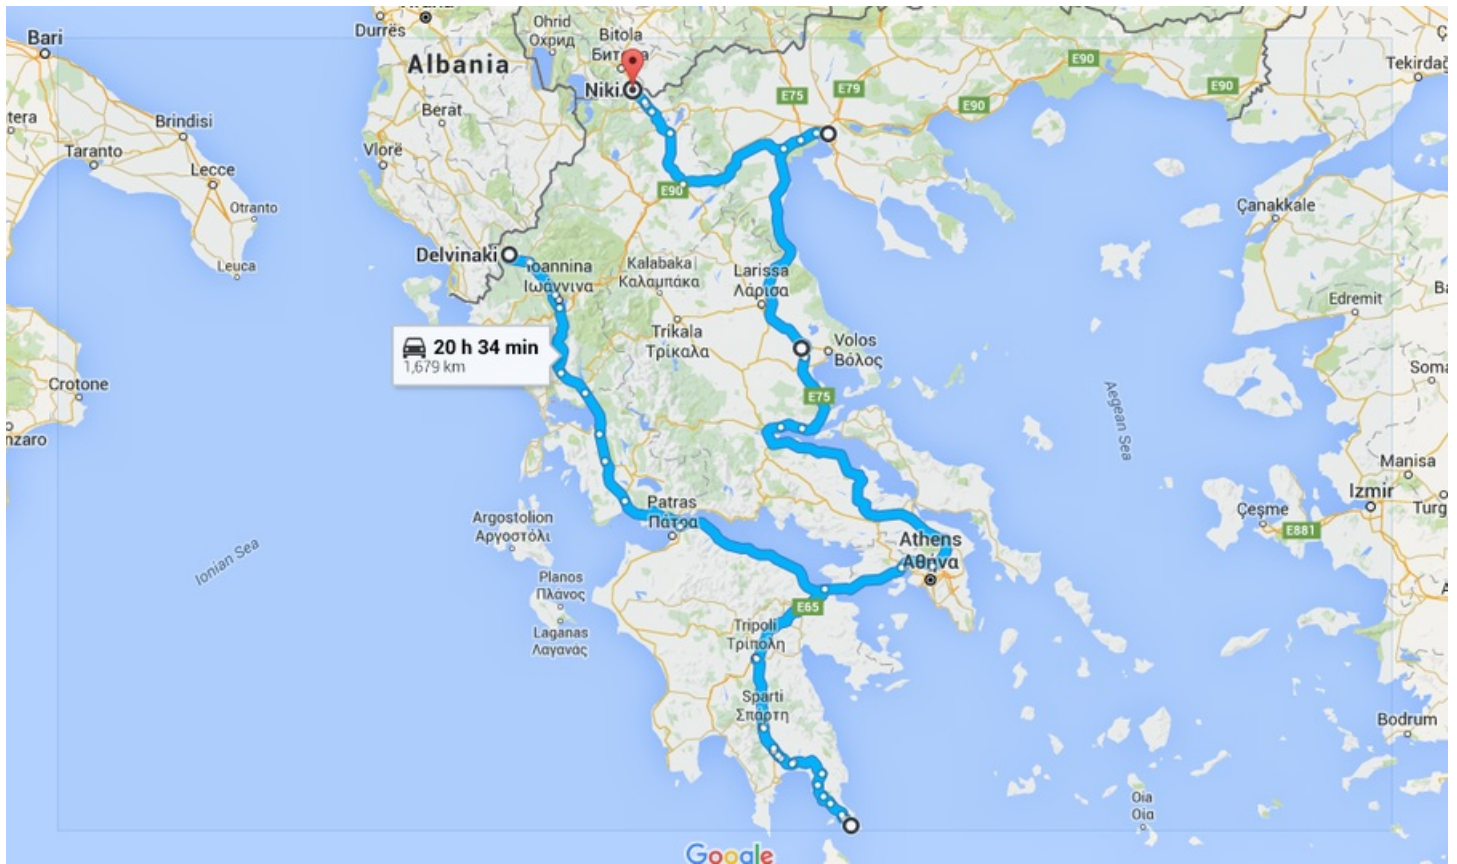 Bari
Durrës
Ohrid
Охрид
Bitola
Albania
Niki
E75
E79
E90
E90
E90
Tekirdağ
Berat
Brindisi
Taranto
Vlorë
Lecce
E90
Otranto
Çanakkale
Delvinaki
Leuca
Ioannina
Ιωάννινα
Kalabaka
Καλαμπάκα
Larissa
Λάρισα
Edremit
Trikala
Τρίκαλα
Volos
Βόλος
20 h 34 min
1,679 km
Crotone
E75
Aegean Sea
Manisa
Izmir
Patras
Πάτρα
Argostolion
Αργοστόλι
Çeşme
E881
Athens
Αθήνα
Ionian Sea
Planos
Πλάνος
E65
Laganas
Λαγανάς
Tripoli
Τρίπολη
Sparti
Σπάρτη
Bodrum
Oia
Οία
Google